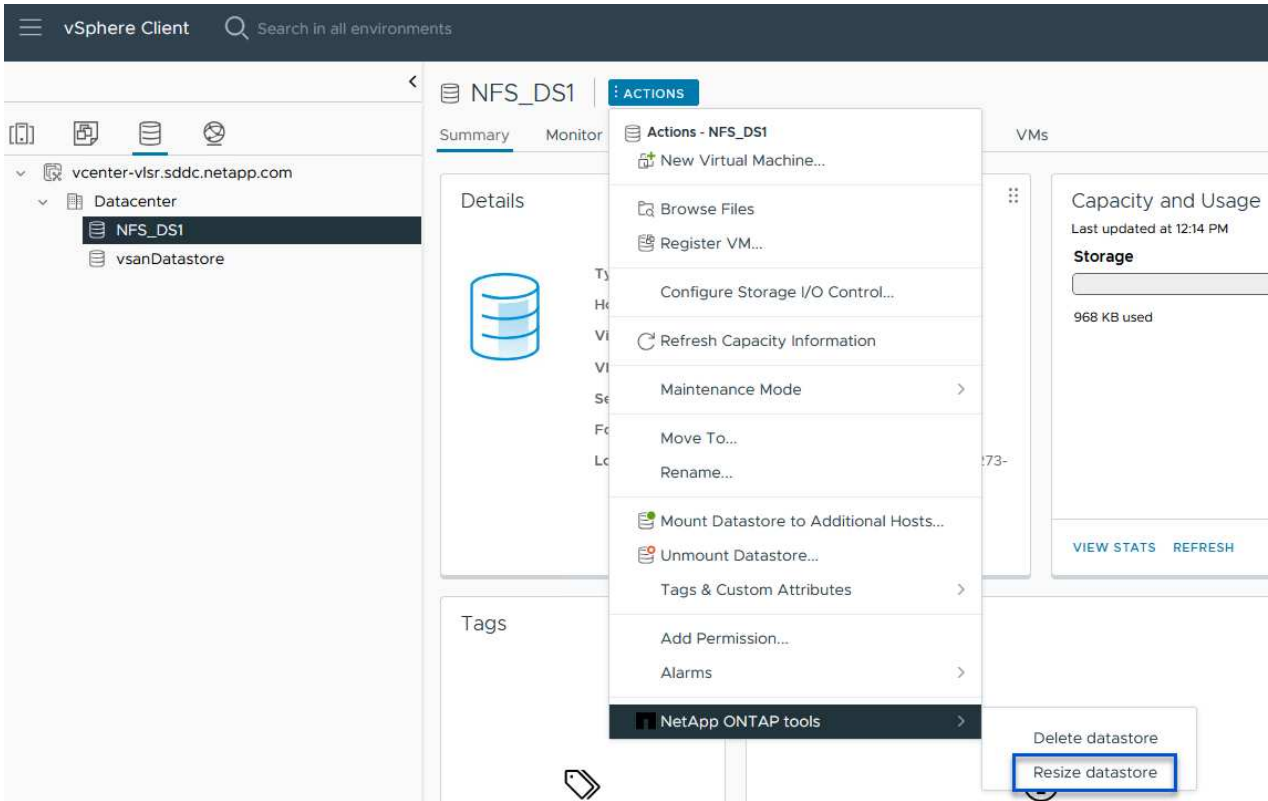 vSphere Client
Search in all environments
vcenter-vlsr.sddc.netapp.com
Datacenter
NFS_DS1
vsanDatastore
NFS_DS1
ACTIONS
Summary
Monitor
VMs
Actions - NFS_DS1
New Virtual Machine...
Browse Files
Register VM...
Configure Storage I/O Control...
Refresh Capacity Information
Maintenance Mode
Move To...
Rename...
Mount Datastore to Additional Hosts...
Unmount Datastore...
Tags & Custom Attributes
Add Permission...
Alarms
NetApp ONTAP tools
Delete datastore
Resize datastore
Details
273-
Capacity and Usage
Last updated at 12:14 PM
Storage
968 KB used
VIEW STATS REFRESH
Tags